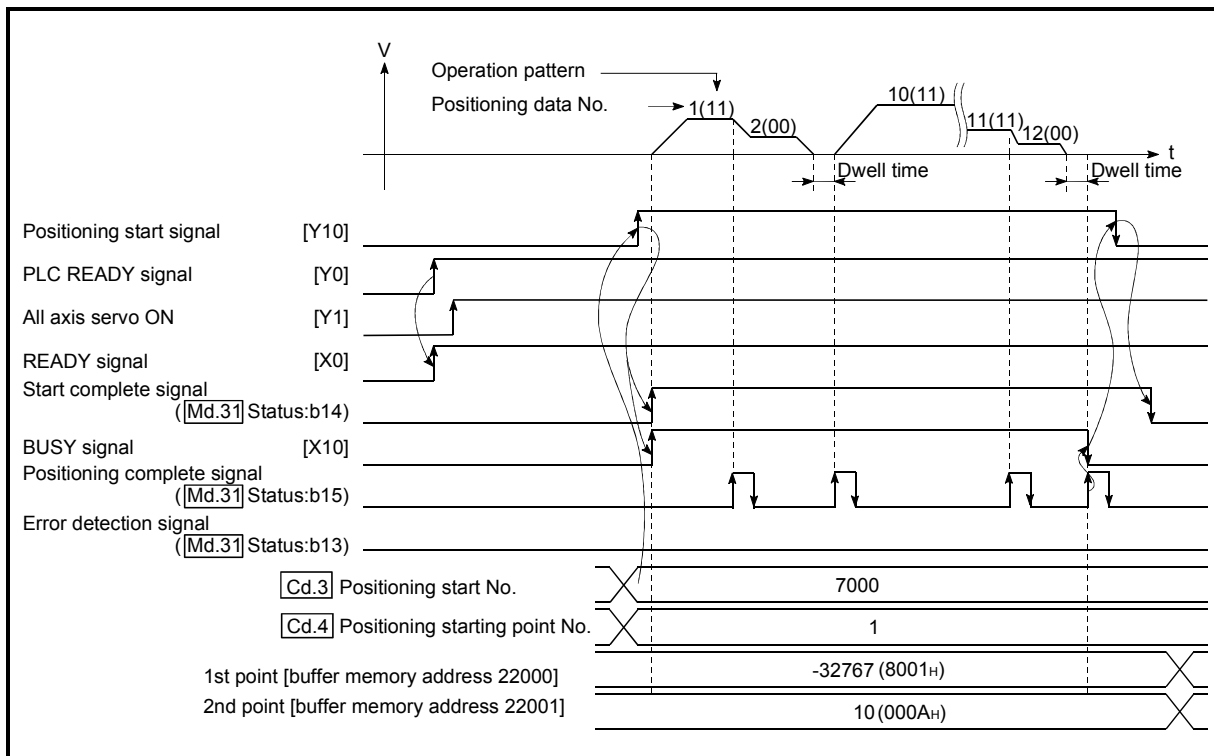 V
Operation pattern
Positioning data No.
1(11)
2(00)
10(11)
11(11)
12(00)
t
Dwell time
Dwell time
Positioning start signal [Y10]
PLC READY signal [Y0]
All axis servo ON [Y1]
READY signal [X0]
Start complete signal
( Md.31 Status:b14)
BUSY signal [X10]
Positioning complete signal
( Md.31 Status:b15)
Error detection signal
( Md.31 Status:b13)
Cd.3 Positioning start No. 7000
Cd.4 Positioning starting point No. 1
1st point [buffer memory address 22000] -32767 (8001H)
2nd point [buffer memory address 22001] 10 (000AH)